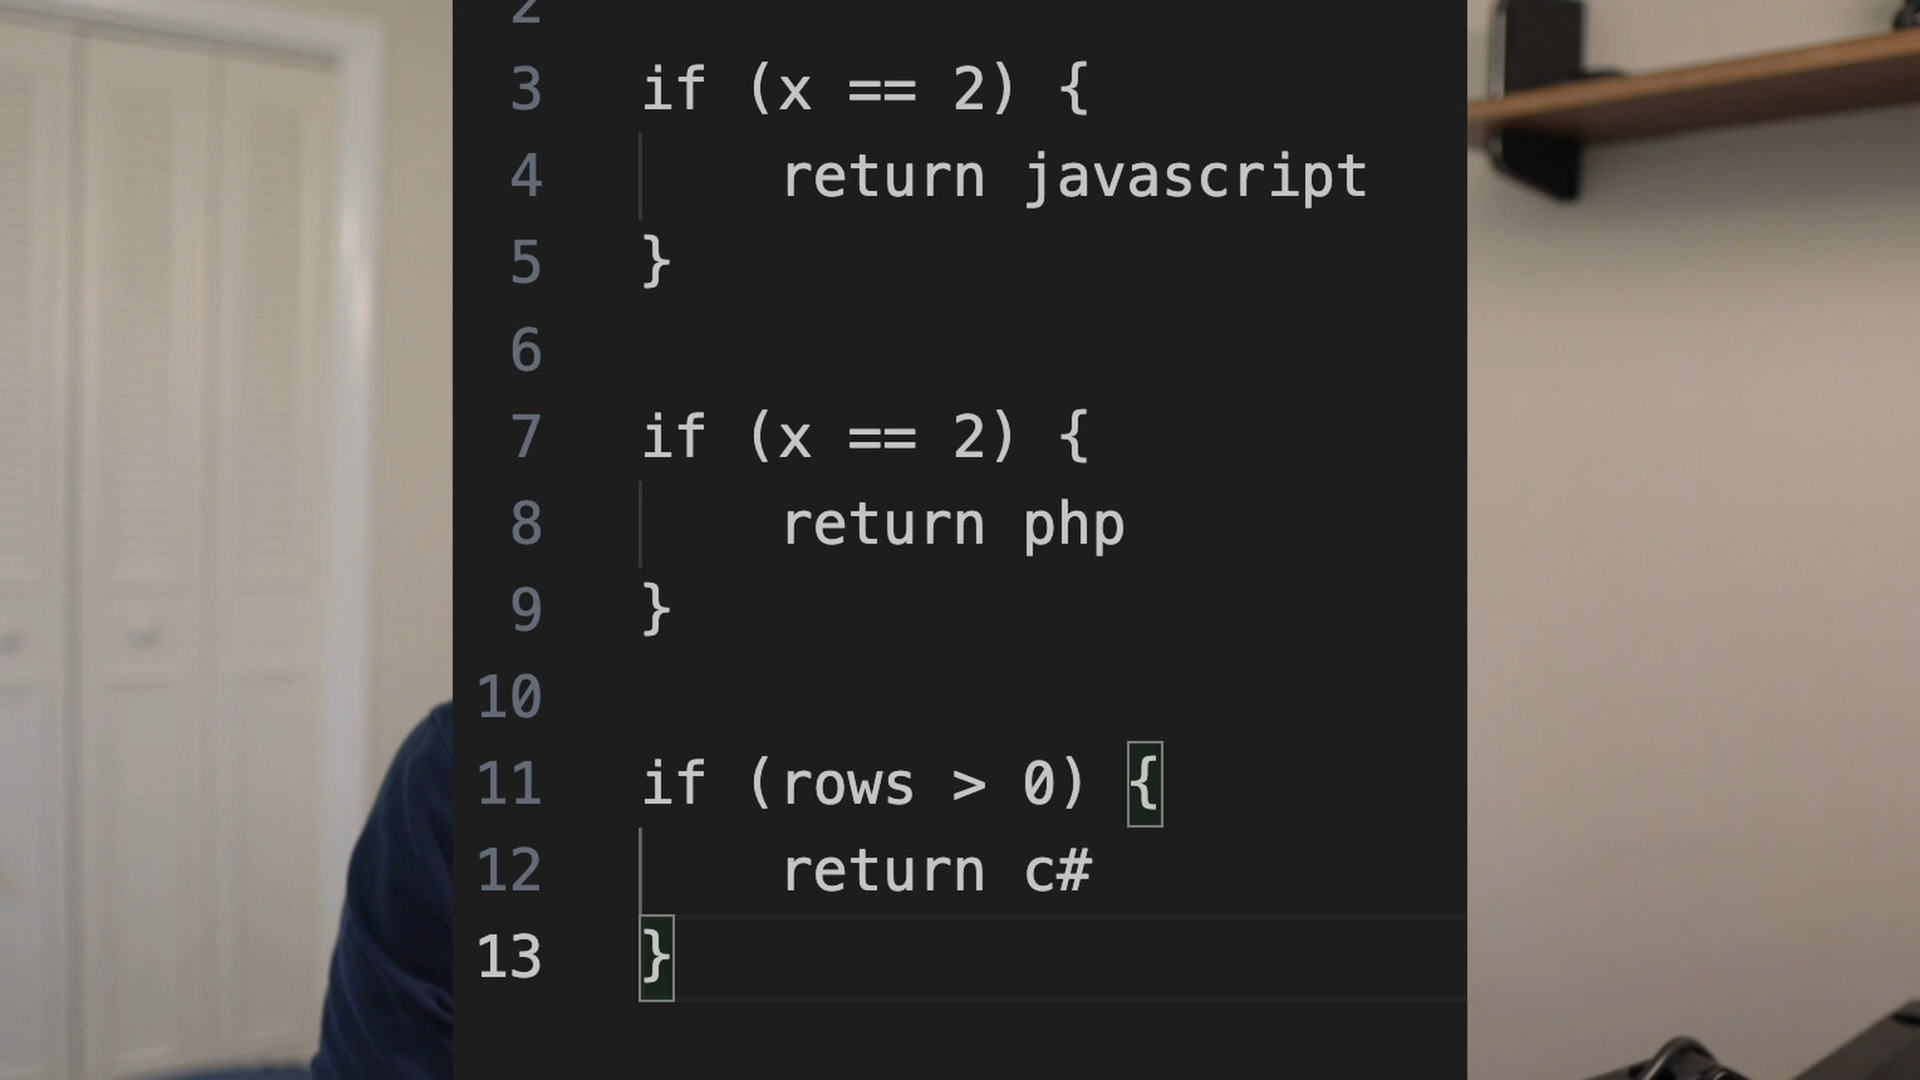 2
3 if (x == 2) {
4 return javascript
5 }
6
7 if (x == 2) {
8 return php
9 }
10
11 if (rows > 0) {
12 return c#
13 }